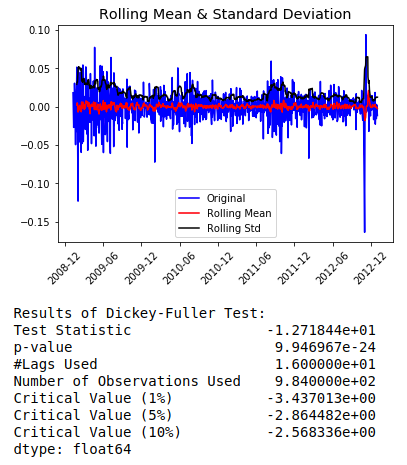 Rolling Mean & Standard Deviation
0.10
0.05
0.00
−0.05
−0.10
−0.15
Original
Rolling Mean
Rolling Std
2008-12
2009-06
2009-12
2010-06
2010-12
2011-06
2011-12
2012-06
2012-12
Results of Dickey-Fuller Test:
Test Statistic -1.271844e+01
p-value 9.946967e-24
#Lags Used 1.600000e+01
Number of Observations Used 9.840000e+02
Critical Value (1%) -3.437013e+00
Critical Value (5%) -2.864482e+00
Critical Value (10%) -2.568336e+00
dtype: float64